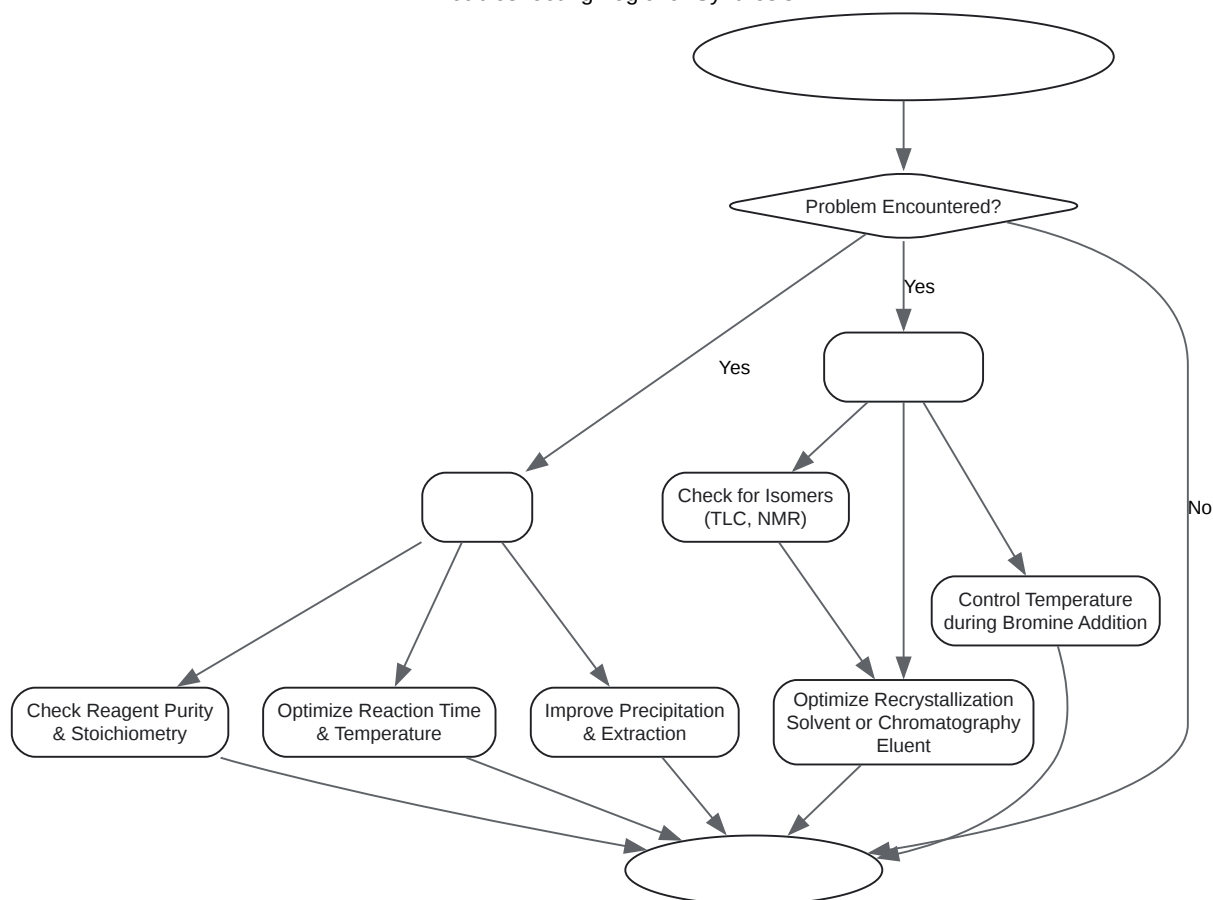 Problem Encountered?
Yes
Yes
No
Check for Isomers
(TLC, NMR)
Control Temperature
during Bromine Addition
Check Reagent Purity
& Stoichiometry
Optimize Reaction Time
& Temperature
Improve Precipitation
& Extraction
Optimize Recrystallization
Solvent or Chromatography
Eluent